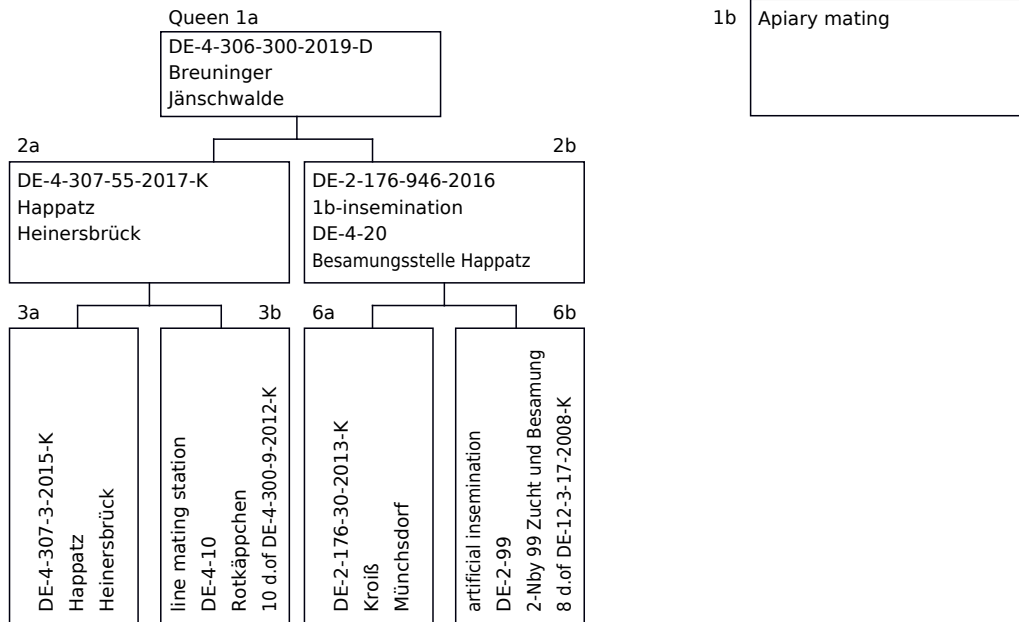 Queen 1a
DE-4-306-300-2019-D
Breuninger
Jänschwalde
1b
Apiary mating
2a
DE-4-307-55-2017-K
Happatz
Heinersbrück
2b
DE-2-176-946-2016
1b-insemination
DE-4-20
Besamungsstelle Happatz
3a
DE-4-307-3-2015-K
Happatz
Heinersbrück
3b
line mating station
DE-4-10
Rotkäppchen
10 d.of DE-4-300-9-2012-K
6a
DE-2-176-30-2013-K
Kroiß
Münchsdorf
6b
artificial insemination
DE-2-99
2-Nby 99 Zucht und Besamung
8 d.of DE-12-3-17-2008-K